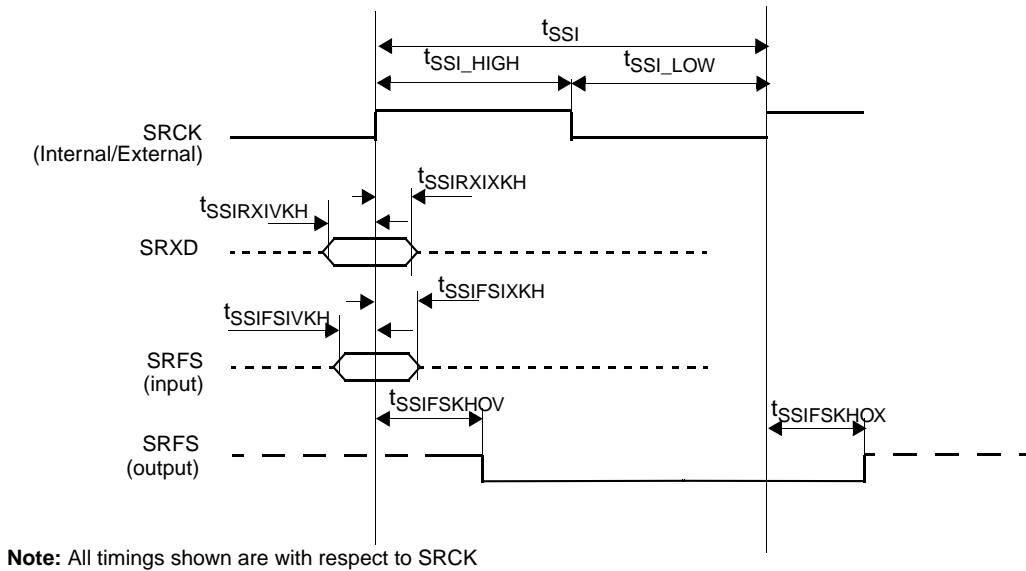 tSSI
tSSI_HIGH
tSSI_LOW
SRCK
(Internal/External)
tSSIRXIXKH
tSSIRXIVKH
SRXD
tSSIFSIXKH
tSSIFSIVKH
SRFS
(input)
tSSIFSKHOV
tSSIFSKHOX
SRFS
(output)
Note: All timings shown are with respect to SRCK